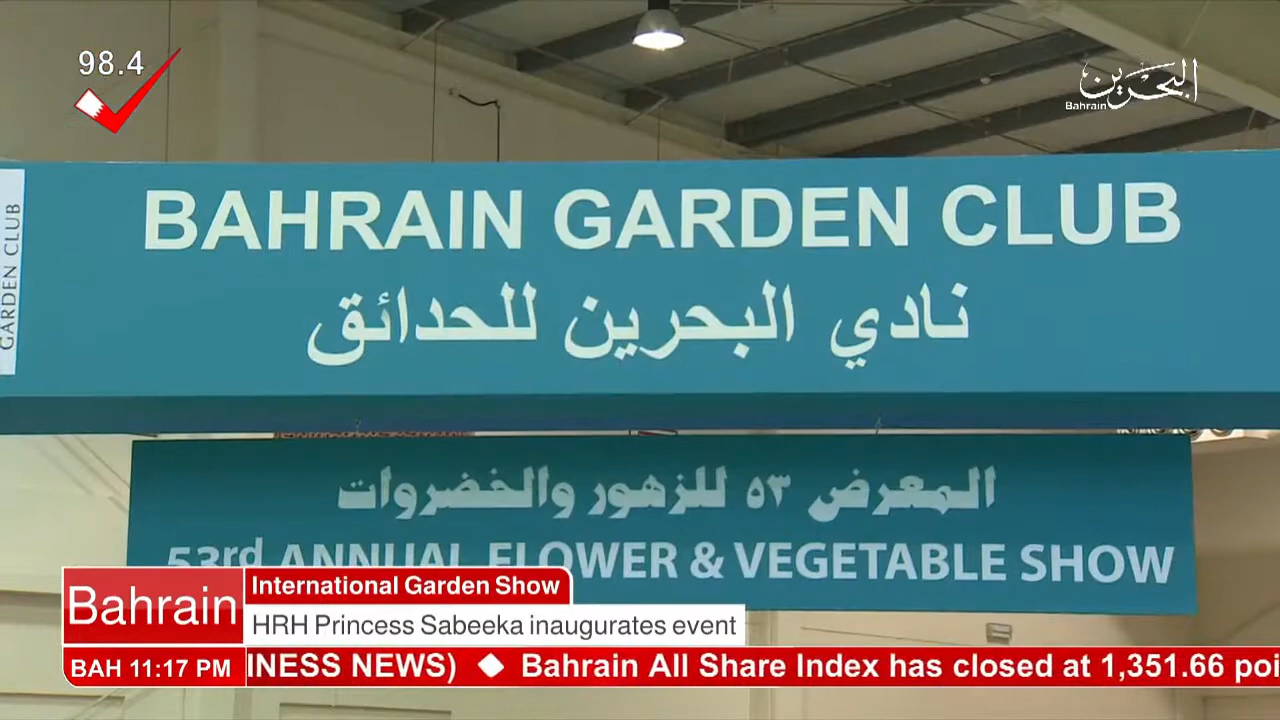 98.4
البحرين
Bahrain
GARDEN CLUB
BAHRAIN GARDEN CLUB
نادي البحرين للحدائق
المعرض ٥٣ للزهور والخضروات
53rd ANNUAL FLOWER & VEGETABLE SHOW
Bahrain
International Garden Show
HRH Princess Sabeeka inaugurates event
BAH 11:17 PM
INESS NEWS) ◆ Bahrain All Share Index has closed at 1,351.66 poi